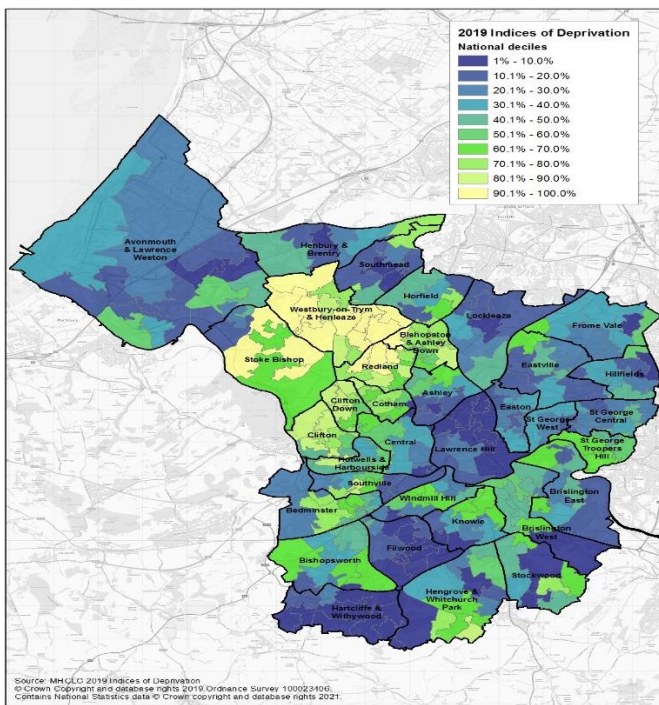 2019 Indices of Deprivation
National deciles
1% - 10.0%
10.1% - 20.0%
20.1% - 30.0%
30.1% - 40.0%
40.1% - 50.0%
50.1% - 60.0%
60.1% - 70.0%
70.1% - 80.0%
80.1% - 90.0%
90.1% - 100.0%
Avonmouth
& Lawrence
Weston
Henbury &
Brentry
Southmead
Horfield
Lockleaze
Frome Vale
Westbury-on-Trym
& Henleaze
Bishopston
& Ashley
Down
Stoke Bishop
Redland
Eastville
Hillfields
Clifton
Down
Cotham
Ashley
Easton
St George
West
St George
Central
Clifton
Central
Lawrence Hill
St George
Troopers
Hill
Hotwells &
Harbourside
Southville
Bedminster
Windmill Hill
Brislington
East
Knowle
Brislington
West
Filwood
Bishopsworth
Stockwood
Hengrove &
Whitchurch
Park
Hartcliffe &
Withywood
Source: MHCLG 2019 Indices of Deprivation
© Crown Copyright and database rights 2019.Ordnance Survey 100023406.
Contains National Statistics data © Crown copyright and database rights 2021.